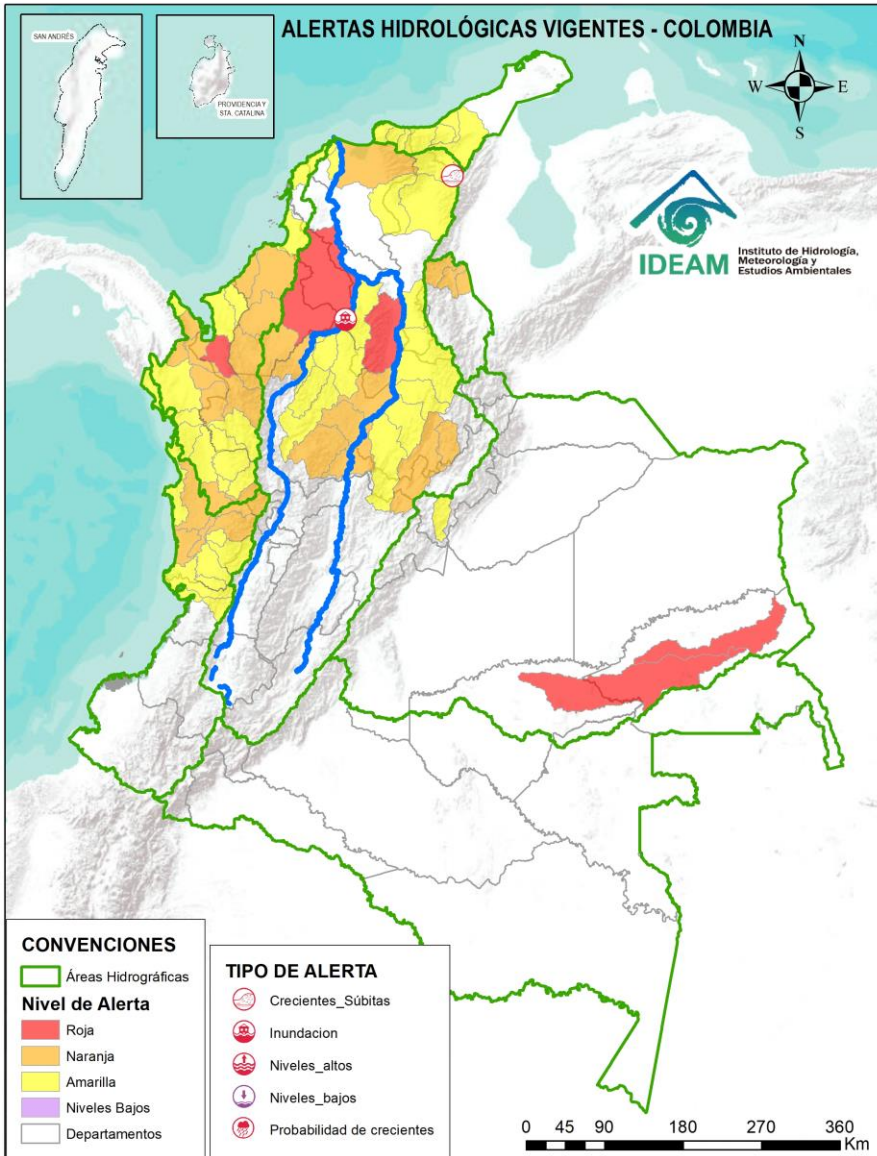 ALERTAS HIDROLÓGICAS VIGENTES - COLOMBIA
SAN ANDRÉS
PROVIDENCIA Y
STA. CATALINA
N
W
E
S
IDEAM
Instituto de Hidrología,
Meteorología y
Estudios Ambientales
CONVENCIONES
Áreas Hidrográficas
Nivel de Alerta
Roja
Naranja
Amarilla
Niveles Bajos
Departamentos
TIPO DE ALERTA
Crecientes_Súbitas
Inundacion
Niveles_altos
Niveles_bajos
Probabilidad de crecientes
0 45 90 180 270 360
Km